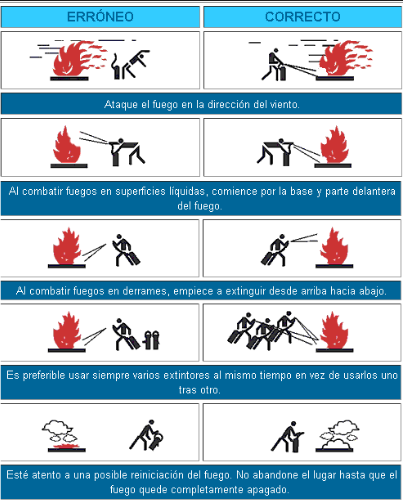 ERRÓNEO
CORRECTO
Ataque el fuego en la dirección del viento.
Al combatir fuegos en superficies líquidas, comience por la base y parte delantera
del fuego.
Al combatir fuegos en derrames, empiece a extinguir desde arriba hacia abajo.
Es preferible usar siempre varios extintores al mismo tiempo en vez de usarlos uno
tras otro.
Esté atento a una posible reiniciación del fuego. No abandone el lugar hasta que el
fuego quede completamente apagado.